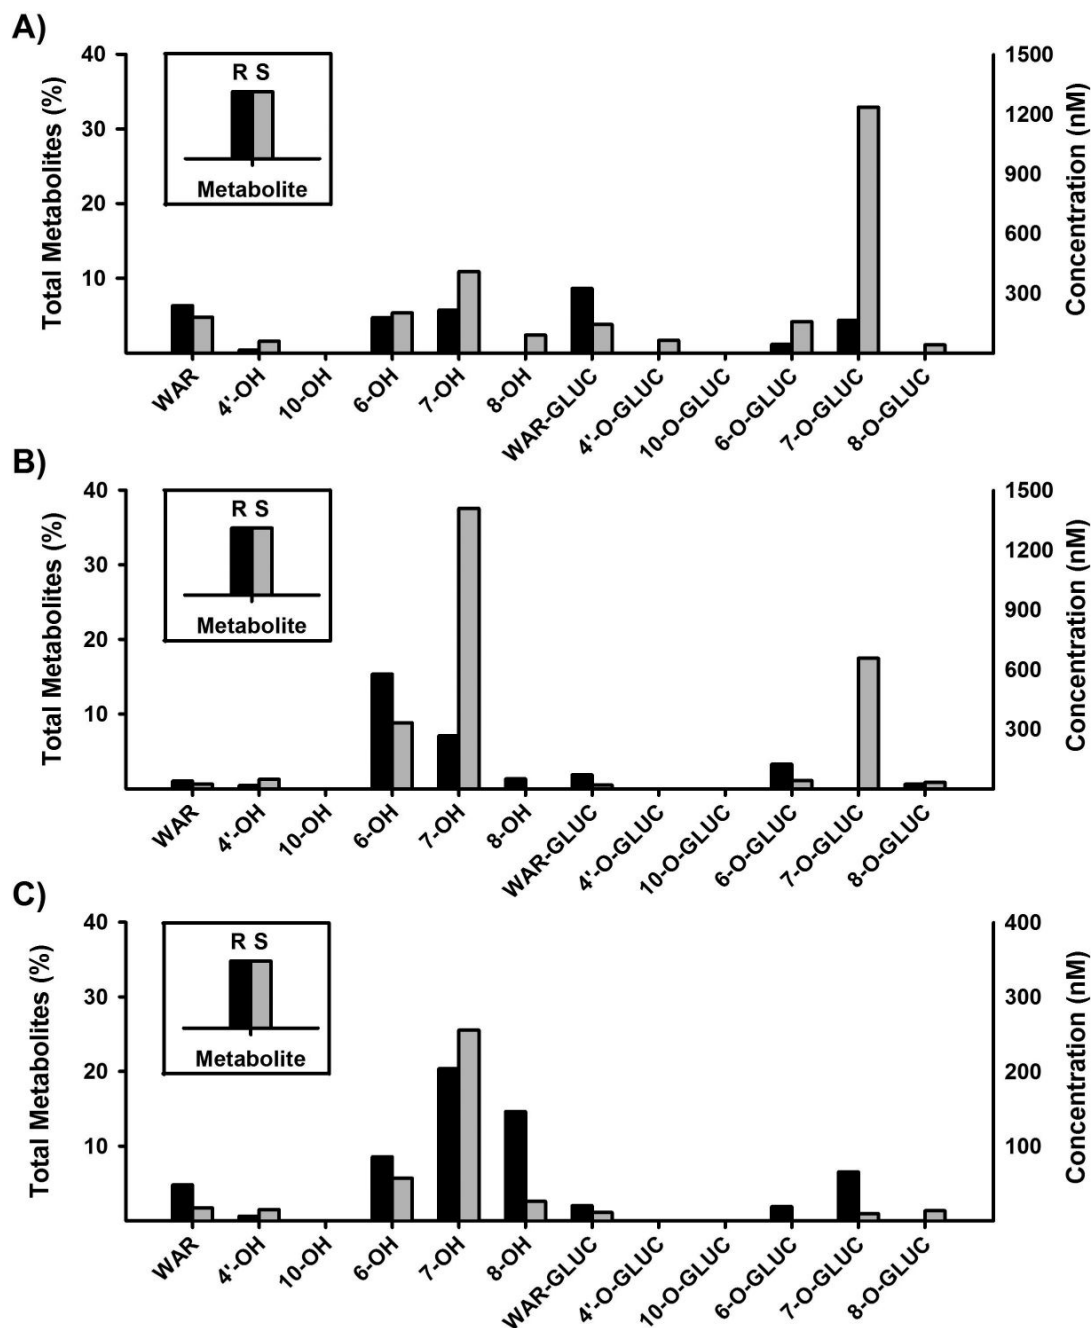 A)
Total Metabolites (%)
40
30
20
10
R S
Metabolite
1500
1200
900
600
300
Concentration (nM)
WAR
4'-OH
10-OH
6-OH
7-OH
8-OH
WAR-GLUC
4'-O-GLUC
10-O-GLUC
6-O-GLUC
7-O-GLUC
8-O-GLUC
B)
Total Metabolites (%)
40
30
20
10
R S
Metabolite
1500
1200
900
600
300
Concentration (nM)
WAR
4'-OH
10-OH
6-OH
7-OH
8-OH
WAR-GLUC
4'-O-GLUC
10-O-GLUC
6-O-GLUC
7-O-GLUC
8-O-GLUC
C)
Total Metabolites (%)
40
30
20
10
R S
Metabolite
400
300
200
100
Concentration (nM)
WAR
4'-OH
10-OH
6-OH
7-OH
8-OH
WAR-GLUC
4'-O-GLUC
10-O-GLUC
6-O-GLUC
7-O-GLUC
8-O-GLUC